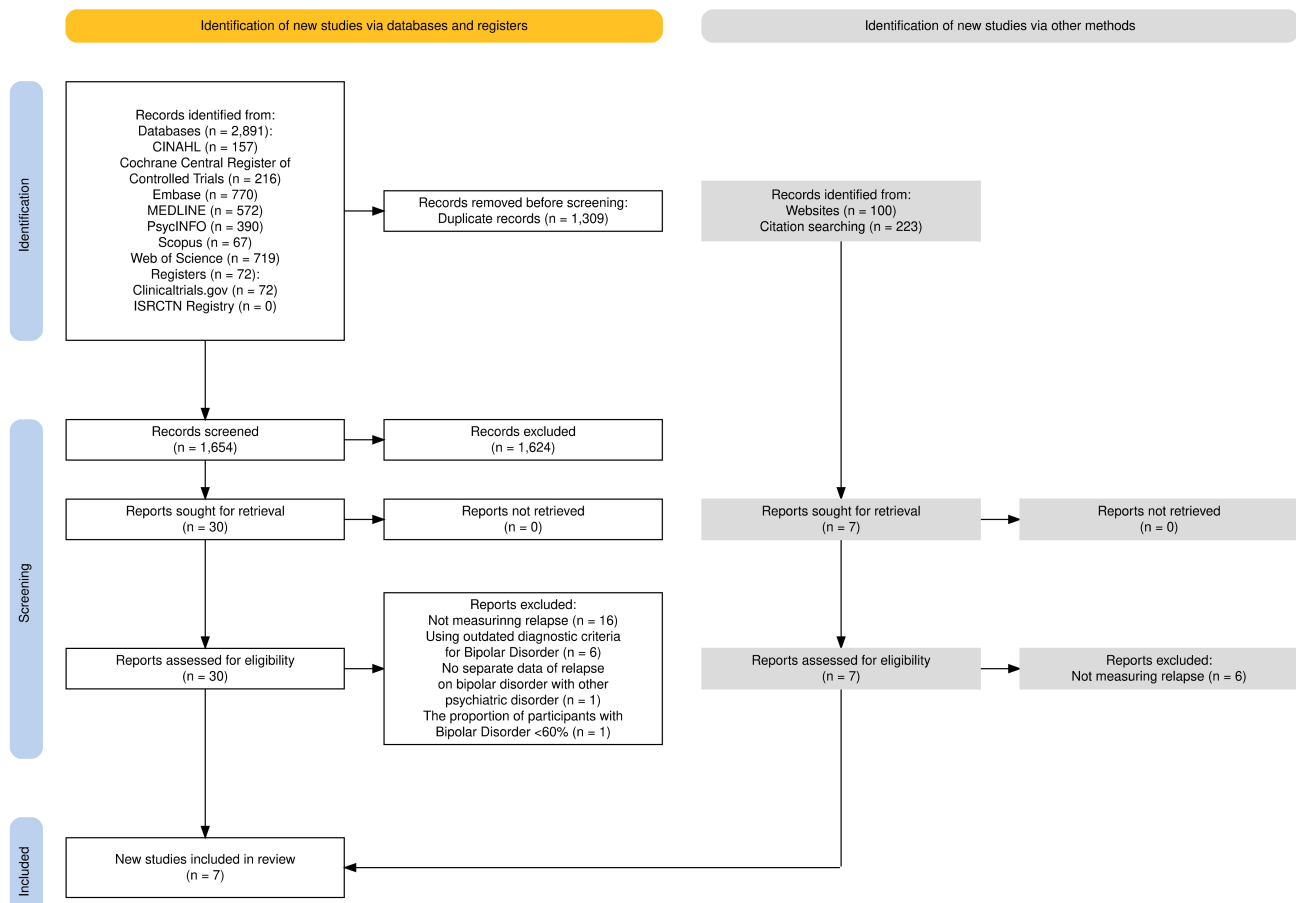 Identification of new studies via databases and registers
Identification of new studies via other methods
Identification
Records identified from:
Databases (n = 2,891):
CINAHL (n = 157)
Cochrane Central Register of
Controlled Trials (n = 216)
Embase (n = 770)
MEDLINE (n = 572)
PsycINFO (n = 390)
Scopus (n = 67)
Web of Science (n = 719)
Registers (n = 72):
Clinicaltrials.gov (n = 72)
ISRCTN Registry (n = 0)
Records removed before screening:
Duplicate records (n = 1,309)
Records identified from:
Websites (n = 100)
Citation searching (n = 223)
Screening
Records screened
(n = 1,654)
Records excluded
(n = 1,624)
Reports sought for retrieval
(n = 30)
Reports not retrieved
(n = 0)
Reports sought for retrieval
(n = 7)
Reports not retrieved
(n = 0)
Reports assessed for eligibility
(n = 30)
Reports excluded:
Not measurinng relapse (n = 16)
Using outdated diagnostic criteria
for Bipolar Disorder (n = 6)
No separate data of relapse
on bipolar disorder with other
psychiatric disorder (n = 1)
The proportion of participants with
Bipolar Disorder <60% (n = 1)
Reports assessed for eligibility
(n = 7)
Reports excluded:
Not measuring relapse (n = 6)
Included
New studies included in review
(n = 7)